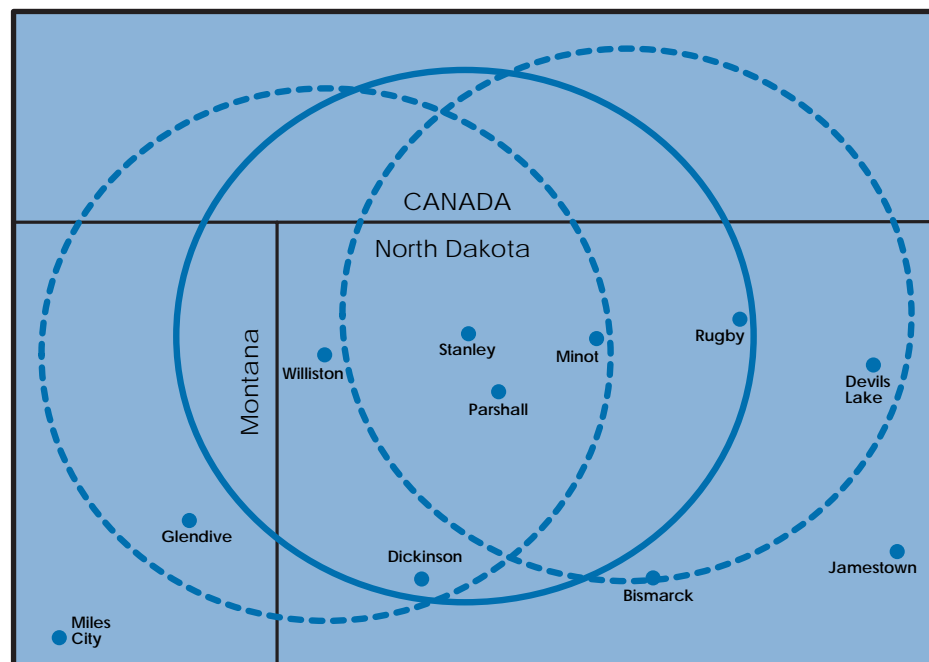 CANADA
North Dakota
Montana
Rugby
Stanley
Minot
Williston
Devils
Lake
Parshall
Glendive
Dickinson
Jamestown
Bismarck
Miles
City